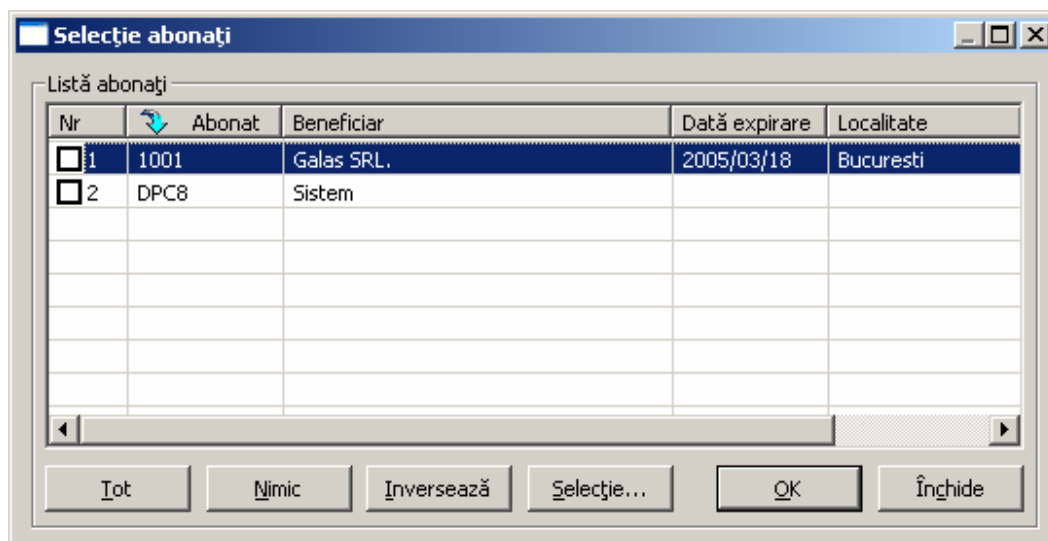 Selecţie abonaţi
Listă abonaţi
Nr Abonat Beneficiar Dată expirare Localitate
1 1001 Galas SRL. 2005/03/18 Bucuresti
2 DPC8 Sistem
Tot Nimic Inversează Selecţie... OK Închide